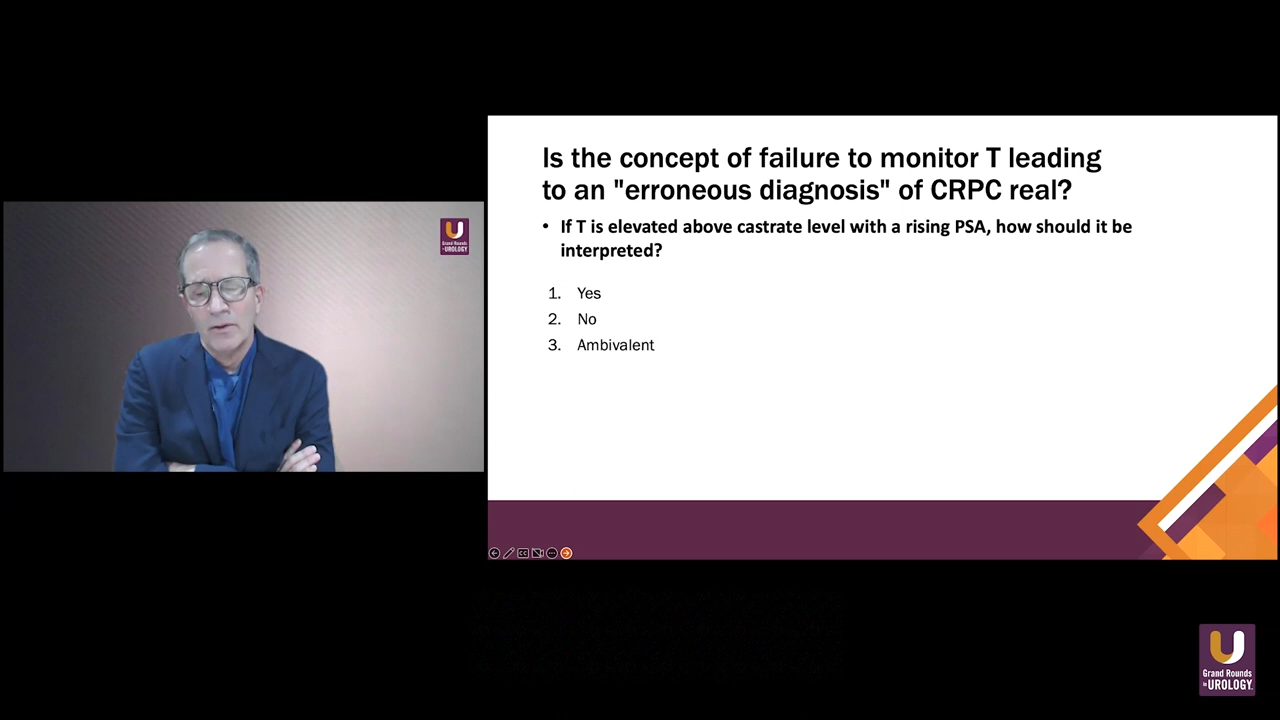 U
Grand Rounds
in UROLOGY
Is the concept of failure to monitor T leading
to an "erroneous diagnosis" of CRPC real?
• If T is elevated above castrate level with a rising PSA, how should it be
interpreted?
1. Yes
2. No
3. Ambivalent
CC
U
Grand Rounds
in UROLOGY